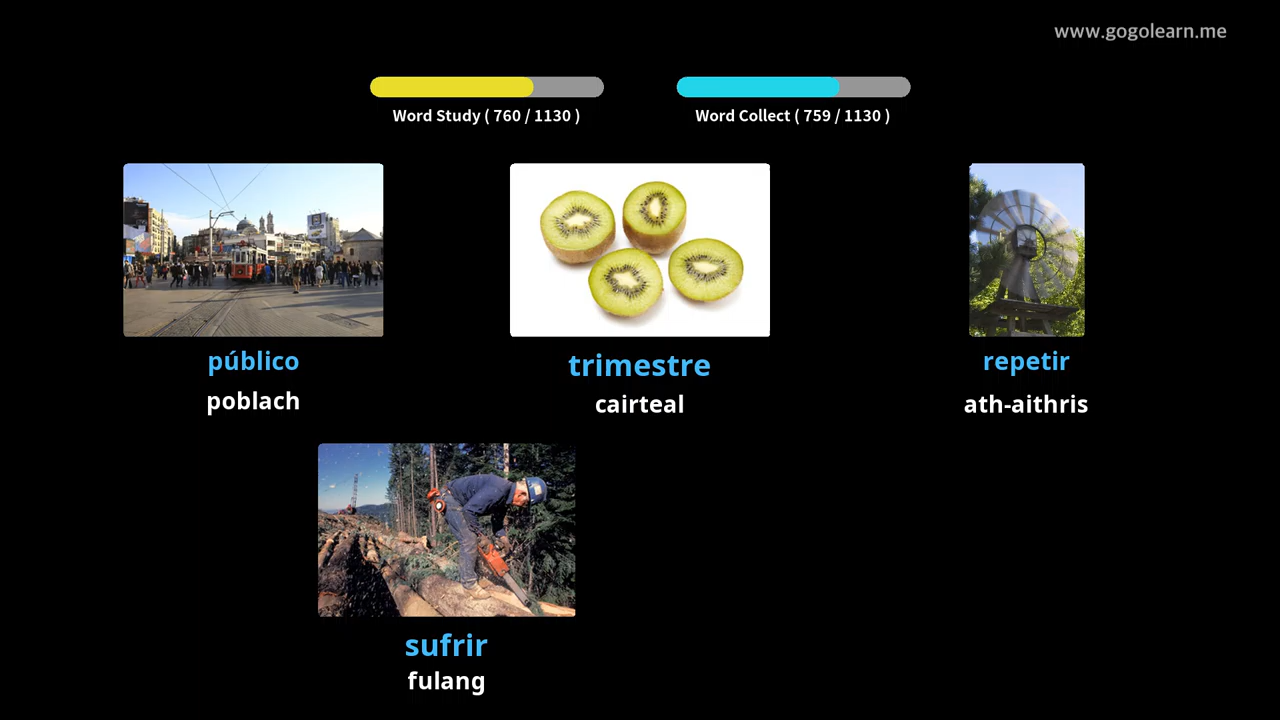 www.gogolearn.me
Word Study ( 760 / 1130 )
Word Collect ( 759 / 1130 )
público
poblach
trimestre
cairteal
repetir
ath-aithris
sufrir
fulang